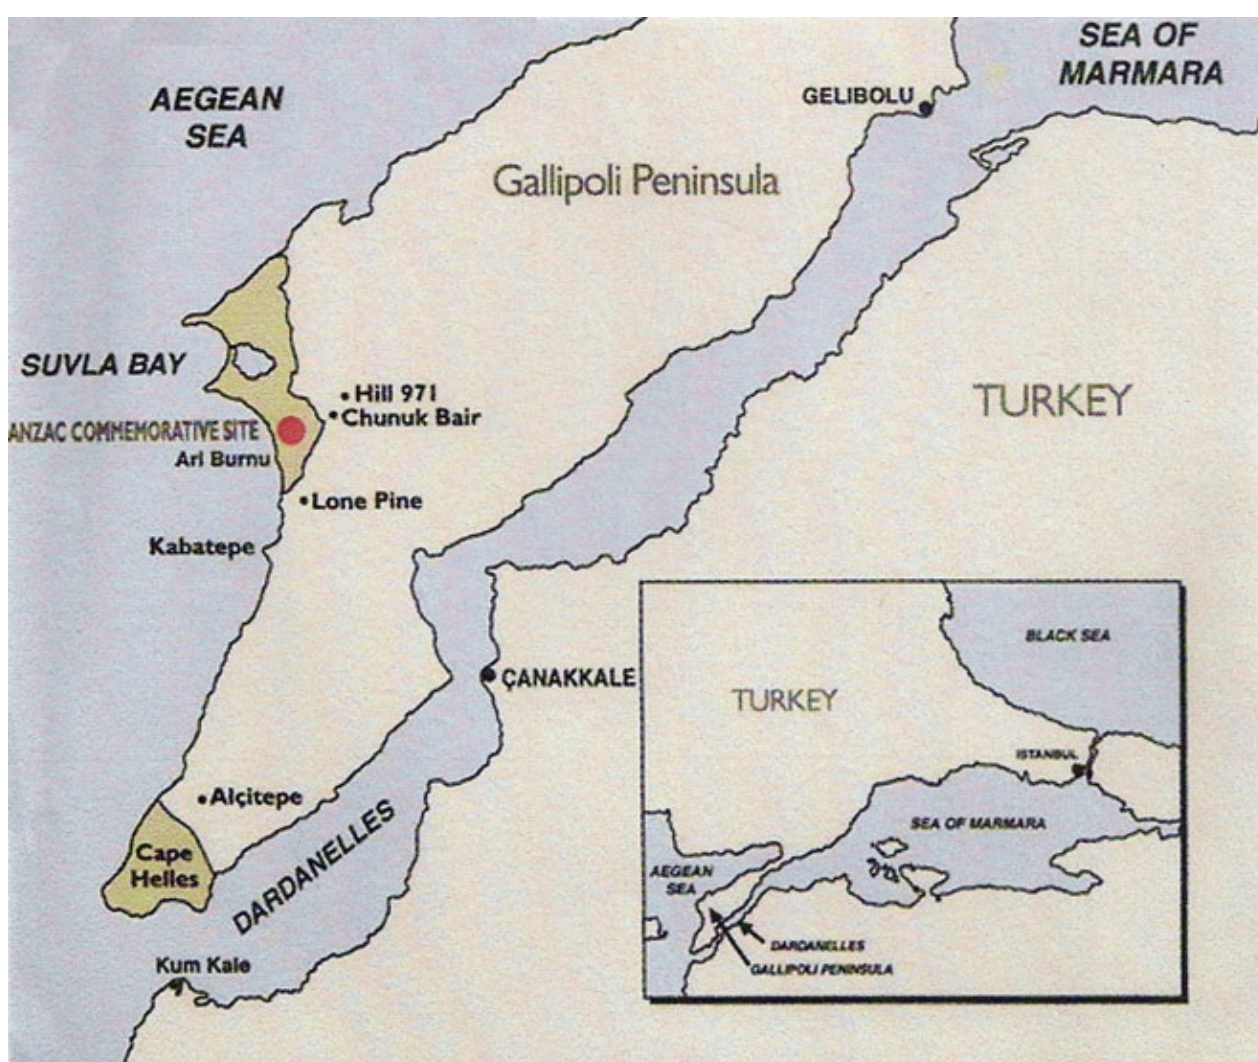 SEA OF
MARMARA
AEGEAN
SEA
GELIBOLU
Gallipoli Peninsula
SUVLA BAY
Hill 971
Chunuk Bair
TURKEY
ANZAC COMMEMORATIVE SITE
Ari Burnu
Lone Pine
Kabatepe
ÇANAKKALE
Alçitepe
Cape
Helles
DARDANELLES
Kum Kale
BLACK SEA
TURKEY
ISTANBUL
SEA OF MARMARA
AEGEAN
SEA
DARDANELLES
GALLIPOLI PENINSULA